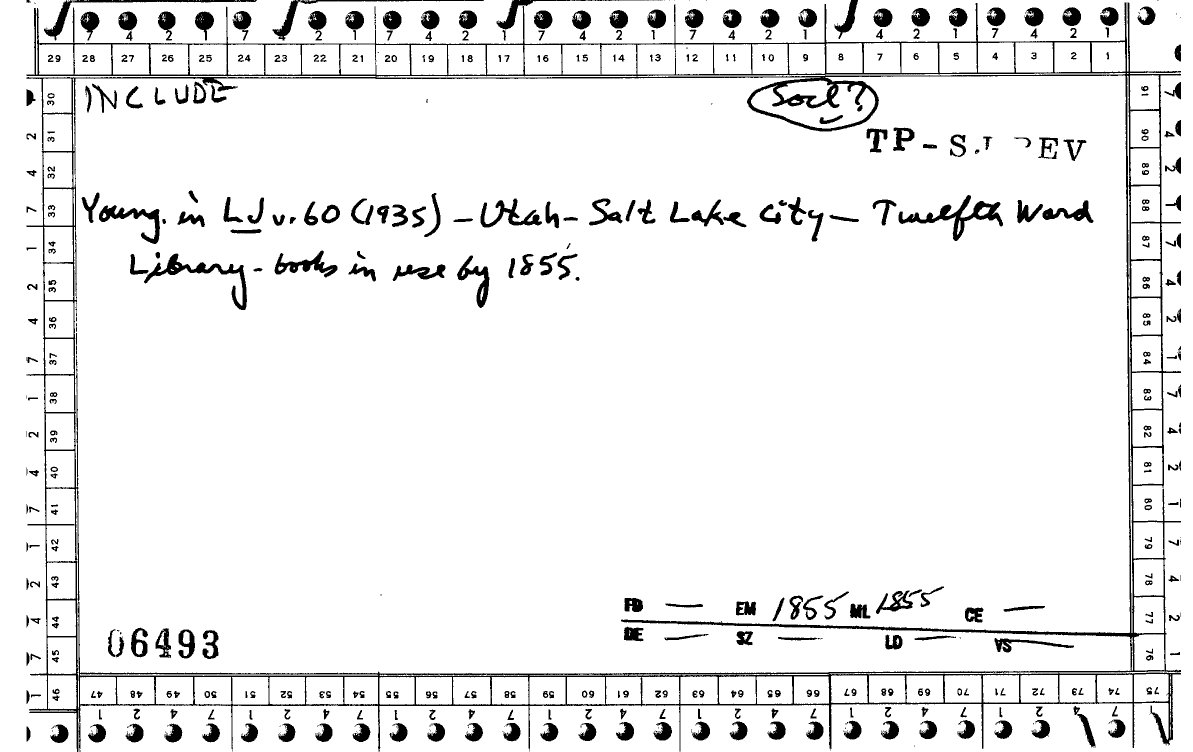 7 4 2 1 7 4 2 1 7 4 2 1 7 4 2 1 7 4 2 1 7 4 2 1 7 4 2 1
29 28 27 26 25 24 23 22 21 20 19 18 17 16 15 14 13 12 11 10 9 8 7 6 5 4 3 2 1
INCLUDE
Socl?
TP-
Young. in LJ v.60 (1935) - Utah - Salt Lake City - Twelfth Ward
Library - books in use by 1855.
FD — EM 1855 ML 1855 CE —
DE — SZ — LD — VS —
06493
30 31 32 33 34 35 36 37 38 39 40 41 42 43 44 45 46
91 90 89 88 87 86 85 84 83 82 81 80 79 78 77 76 75
47 48 49 50 51 52 53 54 55 56 57 58 59 60 61 62 63 64 65 66 67 68 69 70 71 72 73 74 75
1 2 4 7 1 2 4 7 1 2 4 7 1 2 4 7 1 2 4 7 1 2 4 7 1 2 4 7